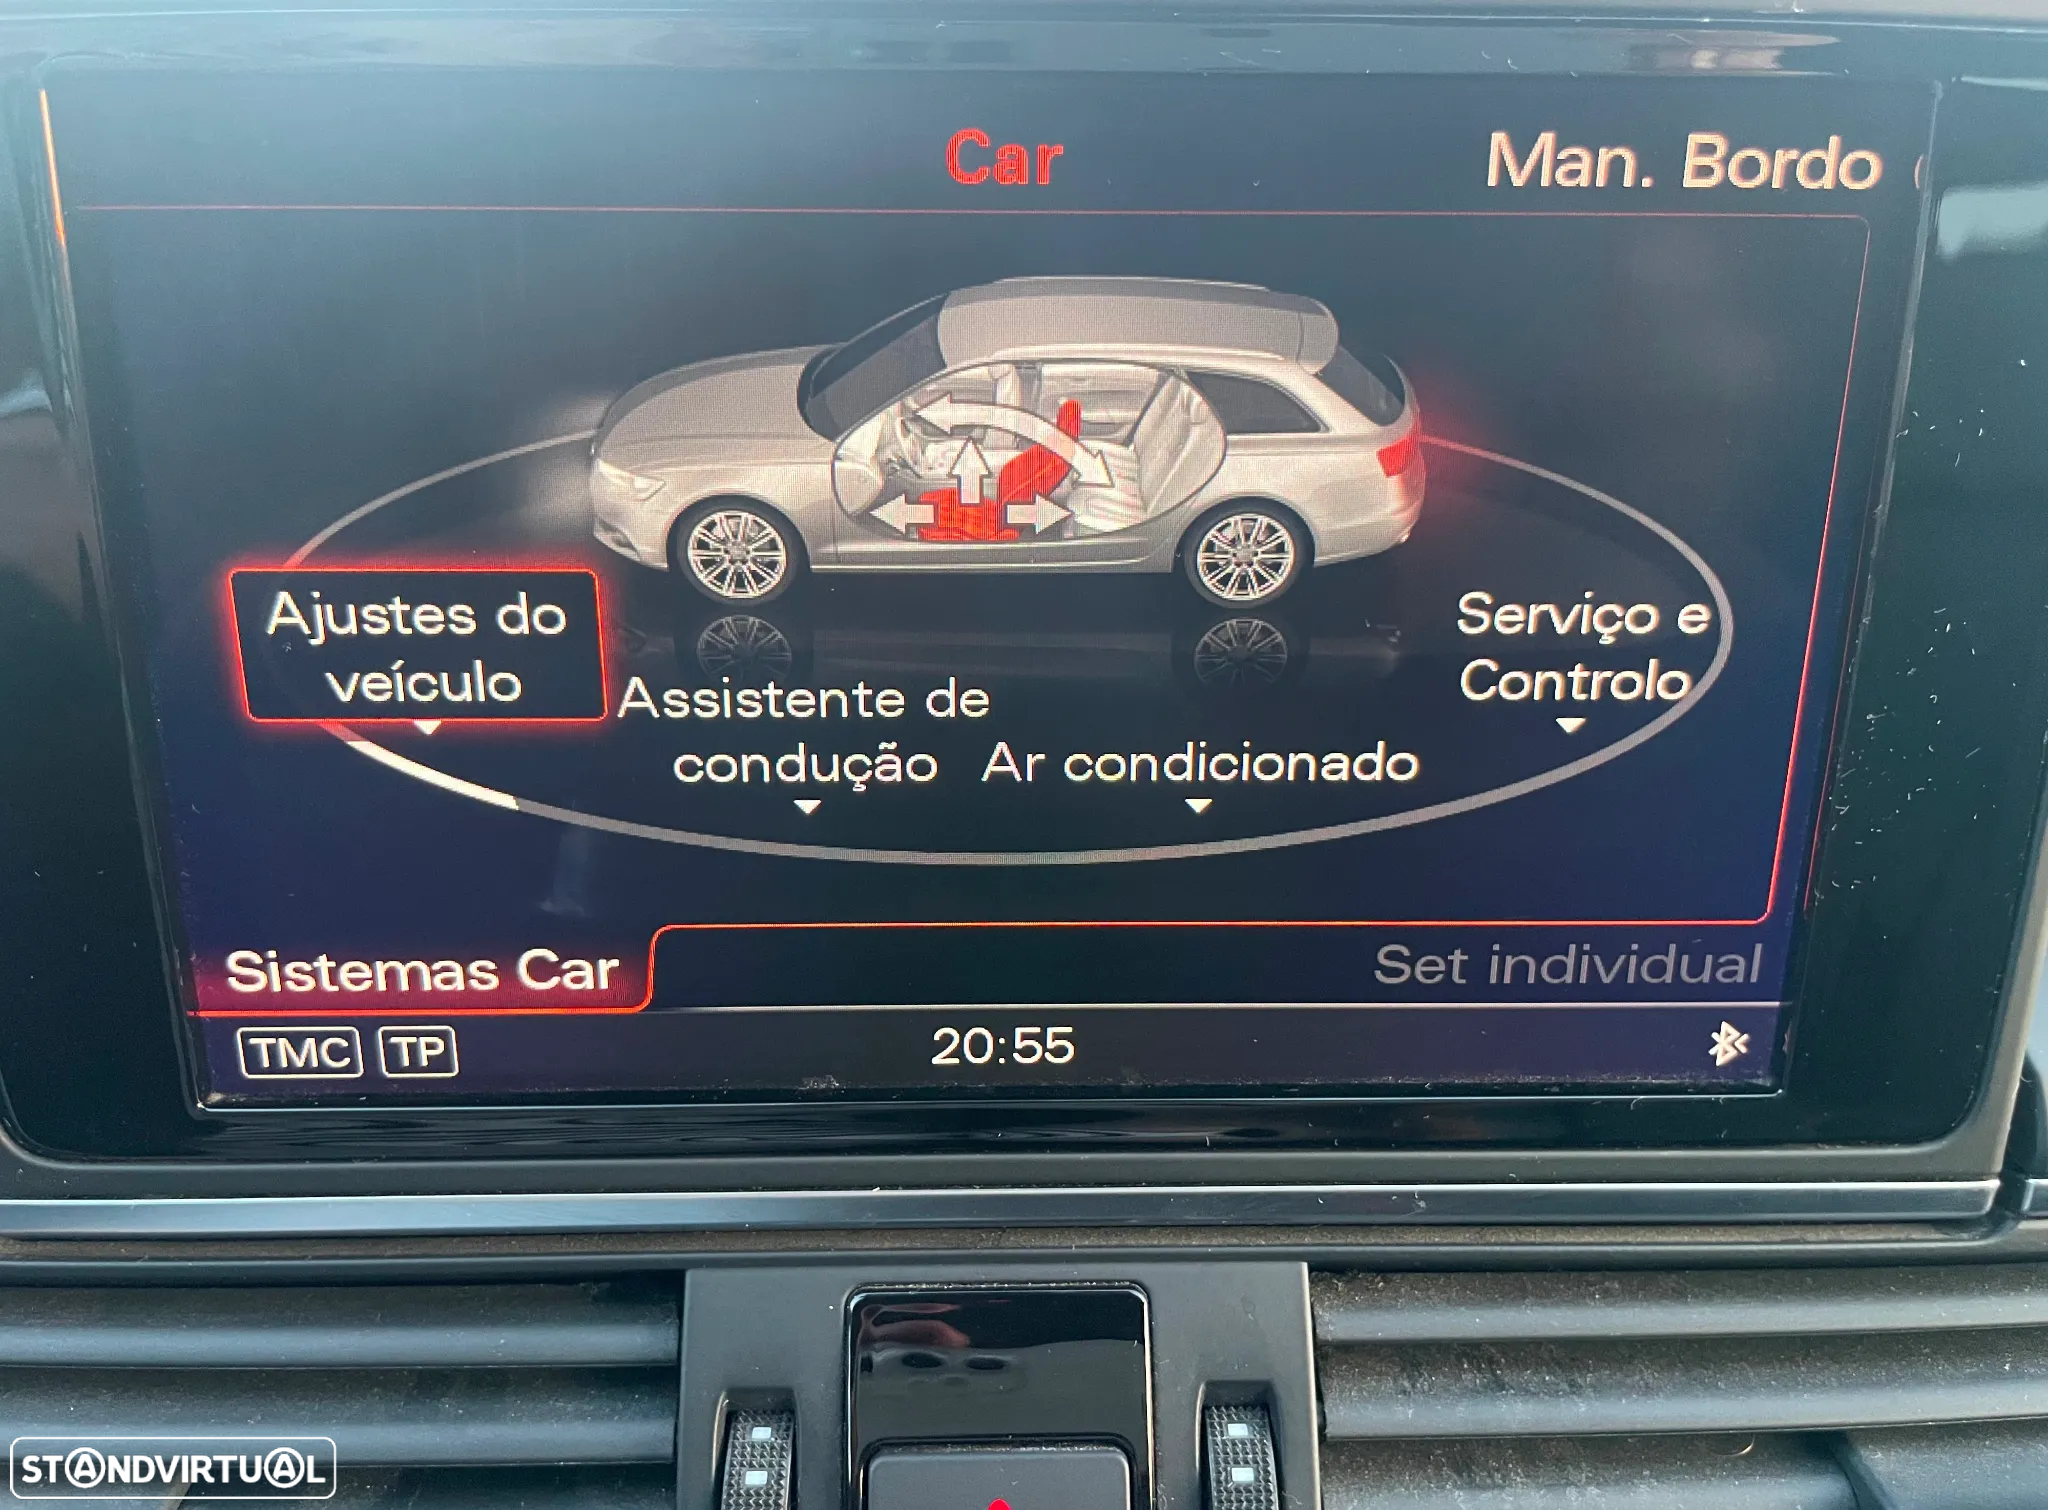 Car
Man. Bordo
Ajustes do
veículo
Assistente de
condução
Ar condicionado
Serviço e
Controlo
Sistemas Car
Set individual
TMC TP
20:55
STANDVIRTUAL